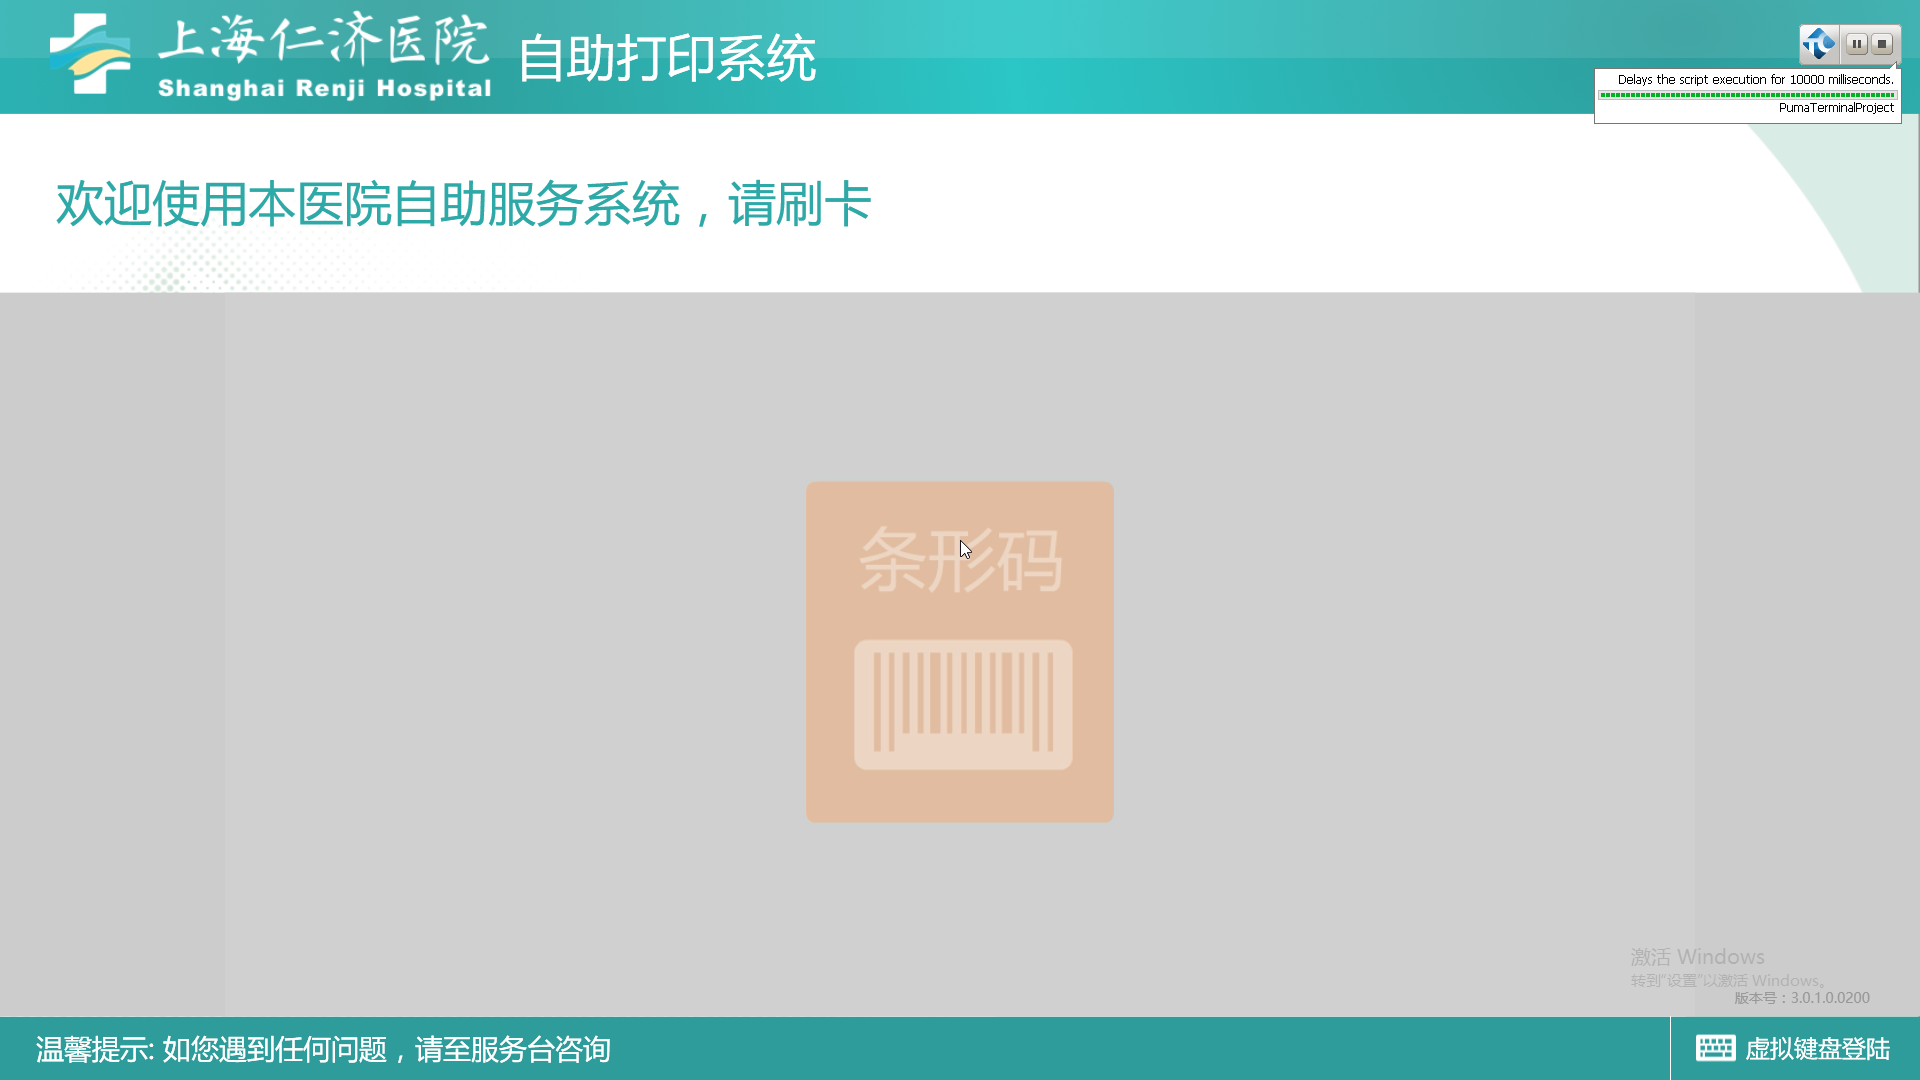 上海仁济医院
Shanghai Renji Hospital
自助打印系统
Delays the script execution for 10000 milliseconds.
PumaTerminalProject
欢迎使用本医院自助服务系统，请刷卡
条形码
激活 Windows
转到“设置”以激活 Windows。
版本号：3.0.1.0.0200
温馨提示: 如您遇到任何问题，请至服务台咨询
虚拟键盘登陆